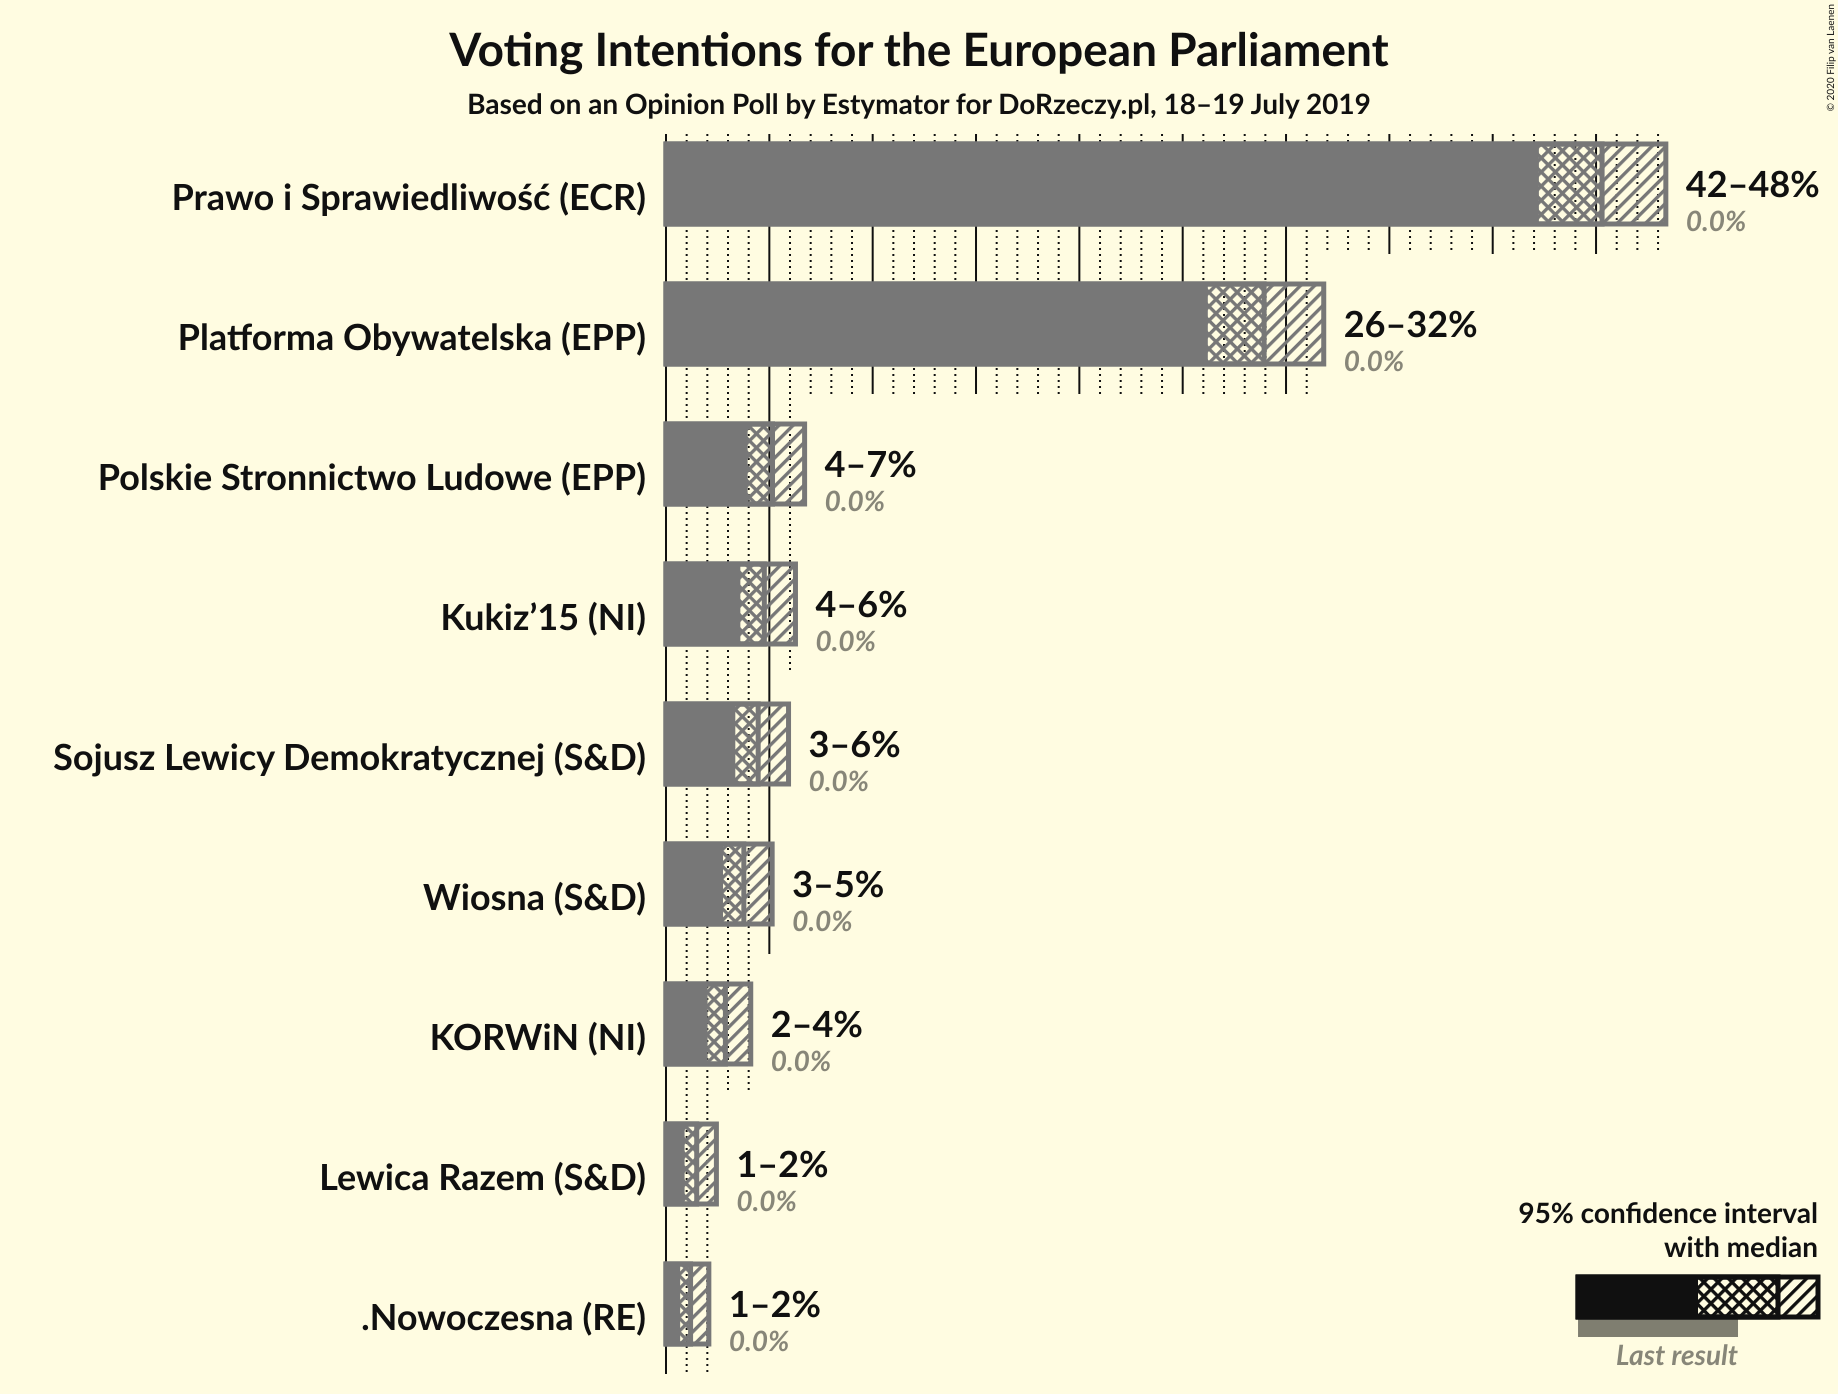 Voting Intentions for the European Parliament
Based on an Opinion Poll by Estymator for DoRzeczy.pl, 18–19 July 2019
© 2020 Filip van Laenen
Prawo i Sprawiedliwość (ECR)
42–48%
0.0%
Platforma Obywatelska (EPP)
26–32%
0.0%
Polskie Stronnictwo Ludowe (EPP)
4–7%
0.0%
Kukiz’15 (NI)
4–6%
0.0%
Sojusz Lewicy Demokratycznej (S&D)
3–6%
0.0%
Wiosna (S&D)
3–5%
0.0%
KORWiN (NI)
2–4%
0.0%
Lewica Razem (S&D)
1–2%
0.0%
.Nowoczesna (RE)
1–2%
0.0%
95% confidence interval
with median
Last result